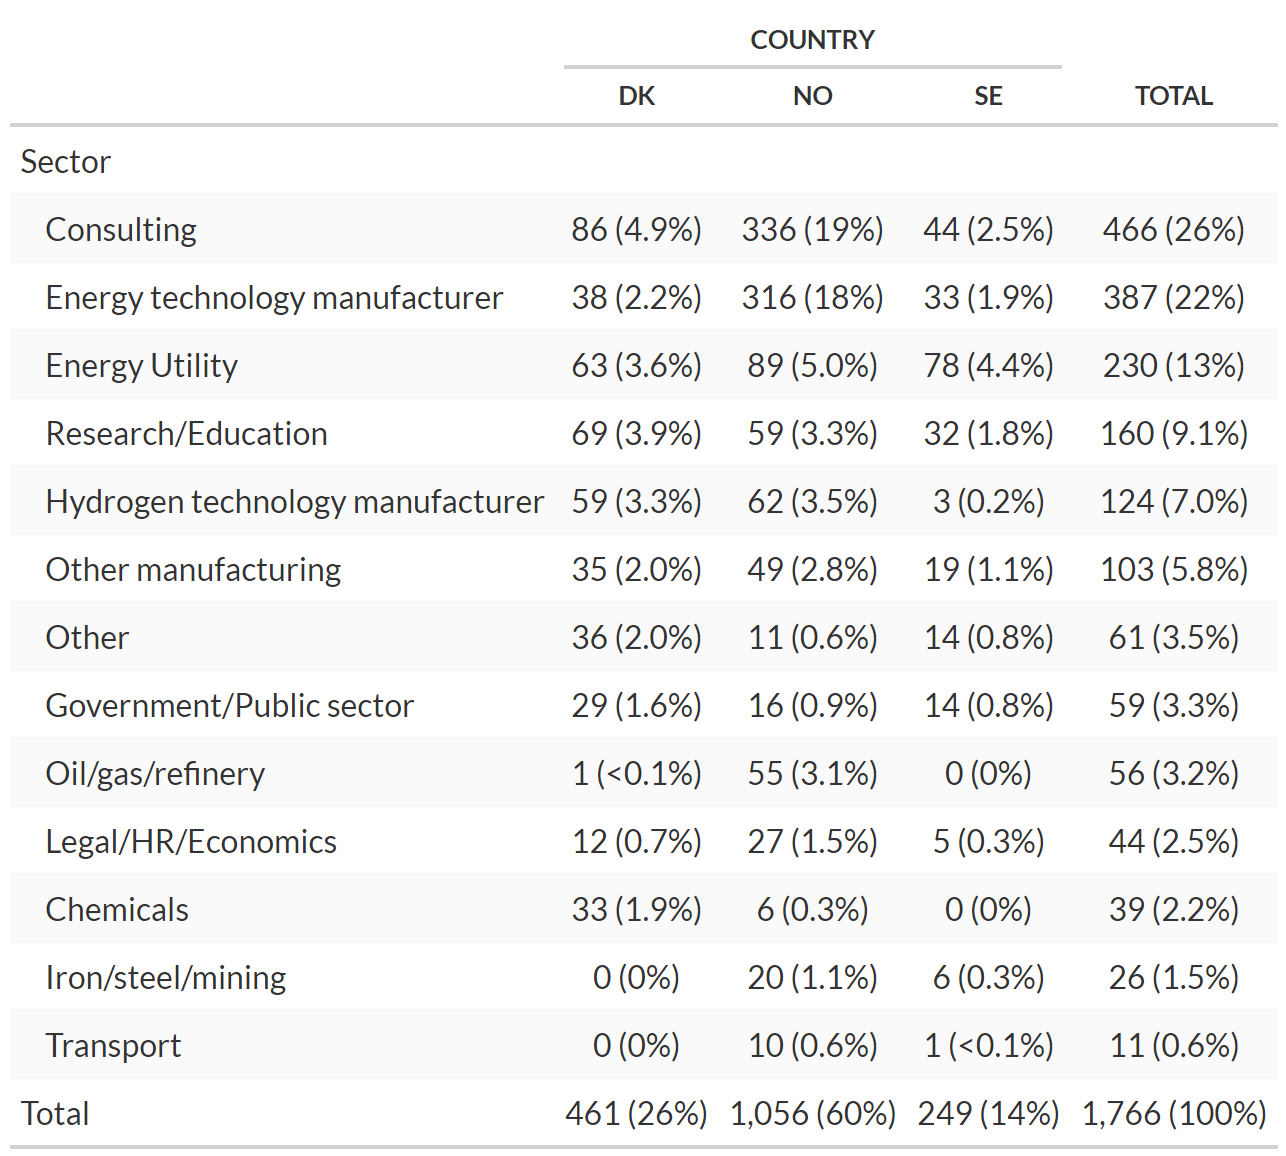 COUNTRY
DK NO SE TOTAL
Sector
Consulting 86 (4.9%) 336 (19%) 44 (2.5%) 466 (26%)
Energy technology manufacturer 38 (2.2%) 316 (18%) 33 (1.9%) 387 (22%)
Energy Utility 63 (3.6%) 89 (5.0%) 78 (4.4%) 230 (13%)
Research/Education 69 (3.9%) 59 (3.3%) 32 (1.8%) 160 (9.1%)
Hydrogen technology manufacturer 59 (3.3%) 62 (3.5%) 3 (0.2%) 124 (7.0%)
Other manufacturing 35 (2.0%) 49 (2.8%) 19 (1.1%) 103 (5.8%)
Other 36 (2.0%) 11 (0.6%) 14 (0.8%) 61 (3.5%)
Government/Public sector 29 (1.6%) 16 (0.9%) 14 (0.8%) 59 (3.3%)
Oil/gas/refinery 1 (<0.1%) 55 (3.1%) 0 (0%) 56 (3.2%)
Legal/HR/Economics 12 (0.7%) 27 (1.5%) 5 (0.3%) 44 (2.5%)
Chemicals 33 (1.9%) 6 (0.3%) 0 (0%) 39 (2.2%)
Iron/steel/mining 0 (0%) 20 (1.1%) 6 (0.3%) 26 (1.5%)
Transport 0 (0%) 10 (0.6%) 1 (<0.1%) 11 (0.6%)
Total 461 (26%) 1,056 (60%) 249 (14%) 1,766 (100%)